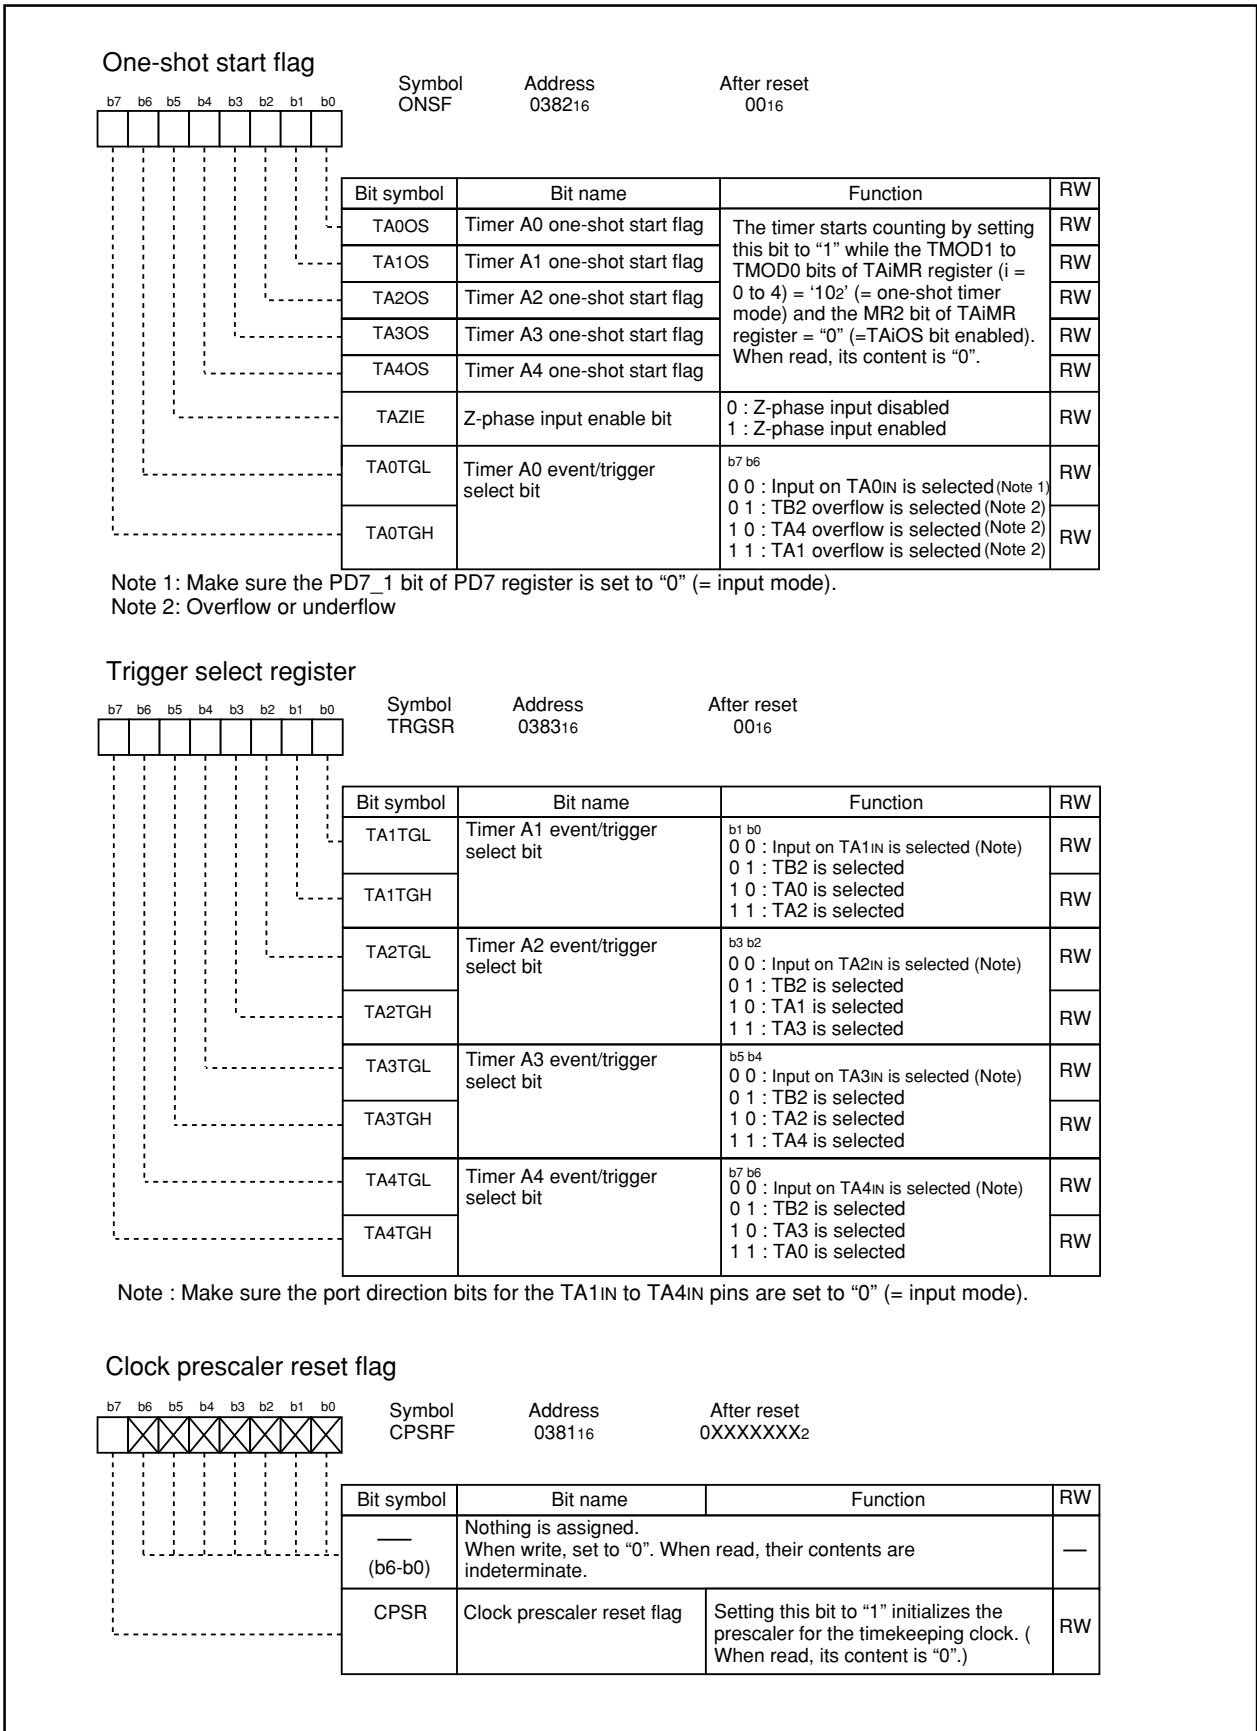 One-shot start flag
Symbol Address After reset
b7 b6 b5 b4 b3 b2 b1 b0
ONSF 038216 0016
Bit symbol Bit name Function RW
TA0OS Timer A0 one-shot start flag RW
TA1OS Timer A1 one-shot start flag RW
TA2OS Timer A2 one-shot start flag RW
TA3OS Timer A3 one-shot start flag RW
TA4OS Timer A4 one-shot start flag RW
The timer starts counting by setting
this bit to “1” while the TMOD1 to
TMOD0 bits of TAiMR register (i =
0 to 4) = ‘102’ (= one-shot timer
mode) and the MR2 bit of TAiMR
register = “0” (=TAiOS bit enabled).
When read, its content is “0”.
TAZIE Z-phase input enable bit RW
0 : Z-phase input disabled
1 : Z-phase input enabled
TA0TGL RW
TA0TGH RW
Timer A0 event/trigger
select bit
b7 b6
0 0 : Input on TA0IN is selected (Note 1)
0 1 : TB2 overflow is selected (Note 2)
1 0 : TA4 overflow is selected (Note 2)
1 1 : TA1 overflow is selected (Note 2)
Note 1: Make sure the PD7_1 bit of PD7 register is set to “0” (= input mode).
Note 2: Overflow or underflow
Trigger select register
Symbol Address After reset
b7 b6 b5 b4 b3 b2 b1 b0
TRGSR 038316 0016
Bit symbol Bit name Function RW
TA1TGL RW
TA1TGH RW
Timer A1 event/trigger
select bit
b1 b0
0 0 : Input on TA1IN is selected (Note)
0 1 : TB2 is selected
1 0 : TA0 is selected
1 1 : TA2 is selected
TA2TGL RW
TA2TGH RW
Timer A2 event/trigger
select bit
b3 b2
0 0 : Input on TA2IN is selected (Note)
0 1 : TB2 is selected
1 0 : TA1 is selected
1 1 : TA3 is selected
TA3TGL RW
TA3TGH RW
Timer A3 event/trigger
select bit
b5 b4
0 0 : Input on TA3IN is selected (Note)
0 1 : TB2 is selected
1 0 : TA2 is selected
1 1 : TA4 is selected
TA4TGL RW
TA4TGH RW
Timer A4 event/trigger
select bit
b7 b6
0 0 : Input on TA4IN is selected (Note)
0 1 : TB2 is selected
1 0 : TA3 is selected
1 1 : TA0 is selected
Note : Make sure the port direction bits for the TA1IN to TA4IN pins are set to “0” (= input mode).
Clock prescaler reset flag
b7 b6 b5 b4 b3 b2 b1 b0
Symbol Address After reset
CPSRF 038116 0XXXXXXX2
Bit symbol Bit name Function RW
—
(b6-b0)
Nothing is assigned.
When write, set to “0”. When read, their contents are
indeterminate.
—
CPSR Clock prescaler reset flag RW
Setting this bit to “1” initializes the
prescaler for the timekeeping clock. (
When read, its content is “0”.)